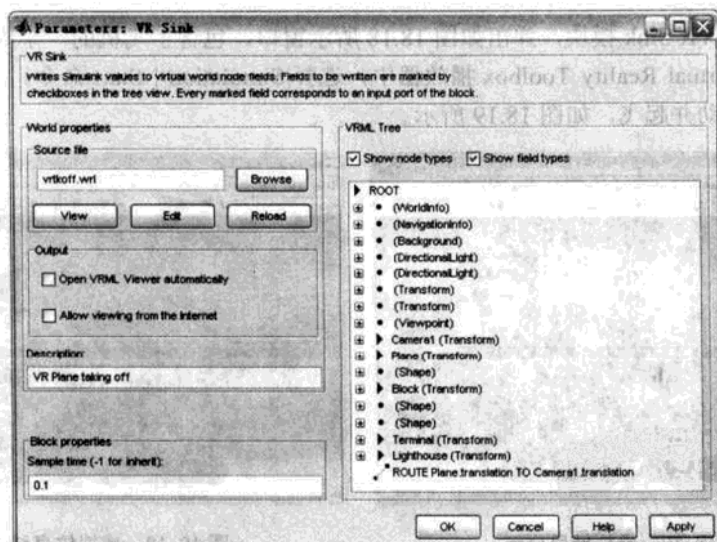 Parameters: VR Sink
VR Sink
Writes Simulink values to virtual world node fields. Fields to be written are marked by
checkboxes in the tree view. Every marked field corresponds to an input port of the block.
World properties
Source file
vrtkoff.wrl
Browse
View
Edit
Reload
Output
Open VRML Viewer automatically
Allow viewing from the Internet
Description:
VR Plane taking off
Block properties
Sample time (-1 for inherit):
0.1
VRML Tree
Show node types
Show field types
ROOT
(WorldInfo)
(NavigationInfo)
(Background)
(DirectionalLight)
(DirectionalLight)
(Transform)
(Transform)
(Viewpoint)
Camera1 (Transform)
Plane (Transform)
(Shape)
Block (Transform)
(Shape)
(Shape)
Terminal (Transform)
Lighthouse (Transform)
ROUTE Plane.translation TO Camera1.translation
OK
Cancel
Help
Apply